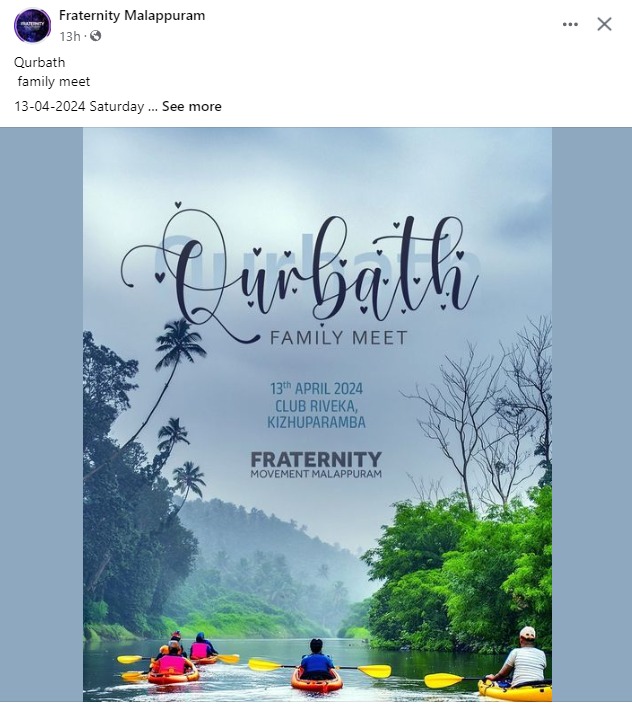 Fraternity Malappuram
13h ·
Qurbath
family meet
13-04-2024 Saturday ... See more
Qurbath
Qurbath
FAMILY MEET
13th APRIL 2024
CLUB RIVEKA,
KIZHUPARAMBA
FRATERNITY
MOVEMENT MALAPPURAM